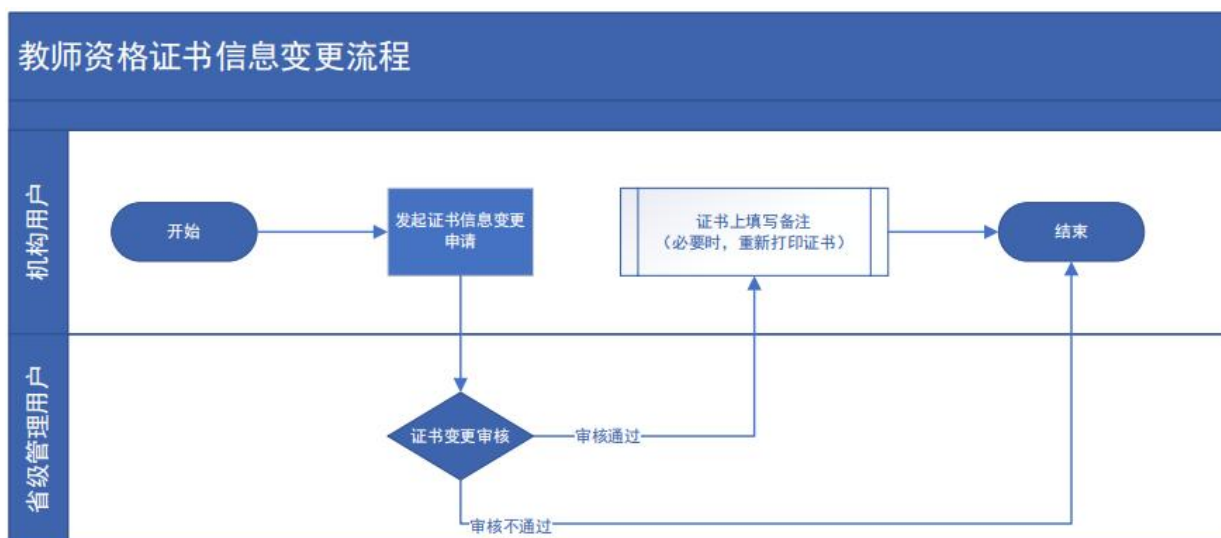 教师资格证书信息变更流程
机构用户
开始
发起证书信息变更
申请
证书上填写备注
（必要时，重新打印证书）
结束
省级管理用户
证书变更审核
审核通过
审核不通过